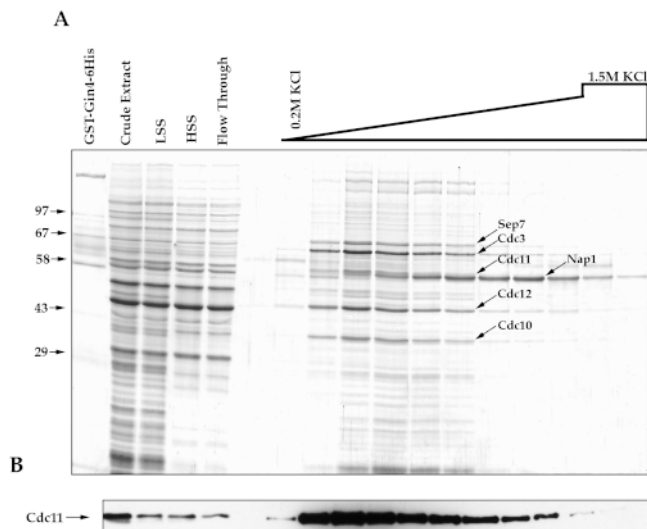 A
GST-Gin4-6His
Crude Extract
LSS
HSS
Flow Through
0.2M KCl
1.5M KCl
97
67
58
43
29
Sep7
Cdc3
Cdc11
Nap1
Cdc12
Cdc10
B
Cdc11